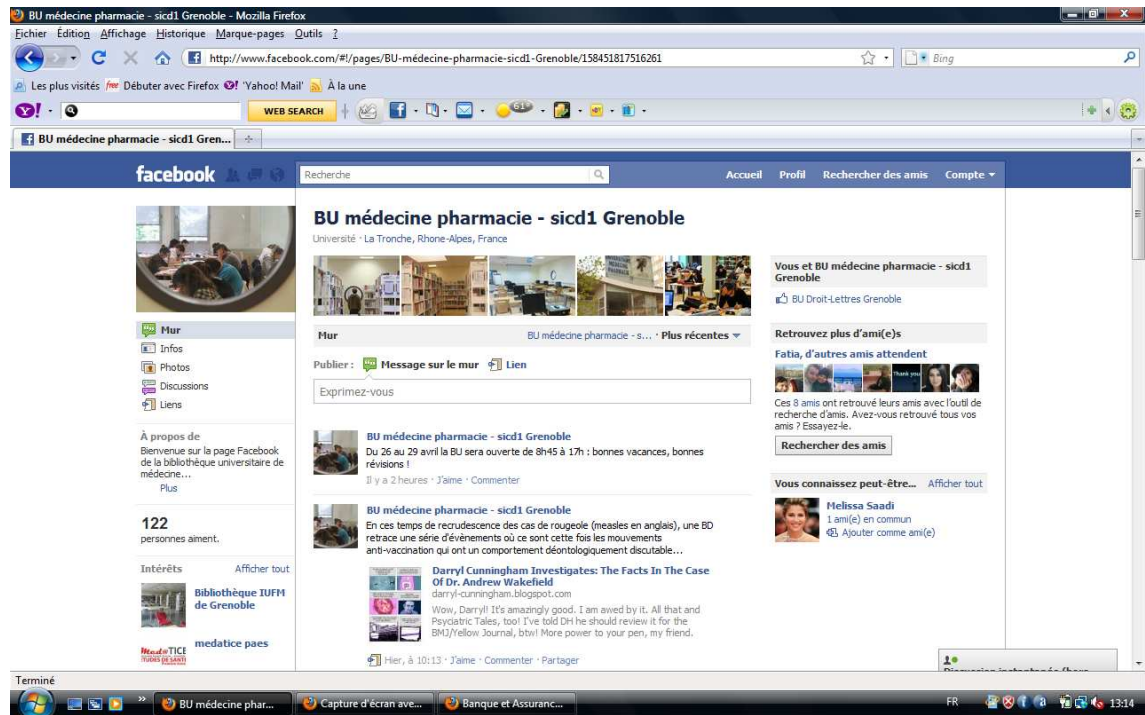 BU médecine pharmacie - sicd1 Grenoble - Mozilla Firefox
Fichier Édition Affichage Historique Marque-pages Outils ?
http://www.facebook.com/#!/pages/BU-médecine-pharmacie-sicd1-Grenoble/158451817516261
Bing
Les plus visités free Débuter avec Firefox Y! 'Yahoo! Mail' À la une
Y! WEB SEARCH 61
BU médecine pharmacie - sicd1 Gren...
facebook
Recherche
Accueil Profil Rechercher des amis Compte
BU médecine pharmacie - sicd1 Grenoble
Université · La Tronche, Rhone-Alpes, France
Mur
Infos
Photos
Discussions
Liens
À propos de
Bienvenue sur la page Facebook
de la bibliothèque universitaire de
médecine...
Plus
122
personnes aiment.
Intérêts Afficher tout
Bibliothèque IUFM
de Grenoble
MedaTICE
ETUDES DE SANTÉ
medatice paes
Mur BU médecine pharmacie - s... · Plus récentes
Publier : Message sur le mur Lien
Exprimez-vous
BU médecine pharmacie - sicd1 Grenoble
Du 26 au 29 avril la BU sera ouverte de 8h45 à 17h : bonnes vacances, bonnes
révisions !
Il y a 2 heures · J'aime · Commenter
BU médecine pharmacie - sicd1 Grenoble
En ces temps de recrudescence des cas de rougeole (measles en anglais), une BD
retrace une série d'évènements où ce sont cette fois les mouvements
anti-vaccination qui ont un comportement déontologiquement discutable...
Darryl Cunningham Investigates: The Facts In The Case
Of Dr. Andrew Wakefield
darryl-cunningham.blogspot.com
Wow, Darryl! It's amazingly good. I am awed by it. All that and
Psyciatric Tales, too! I've told DH he should review it for the
BMJ/Yellow Journal, btw! More power to your pen, my friend.
Hier, à 10:13 · J'aime · Commenter · Partager
Vous et BU médecine pharmacie - sicd1
Grenoble
BU Droit-Lettres Grenoble
Retrouvez plus d'ami(e)s
Fatia, d'autres amis attendent
Thank you
Ces 8 amis ont retrouvé leurs amis avec l'outil de
recherche d'amis. Avez-vous retrouvé tous vos
amis ? Essayez-le.
Rechercher des amis
Vous connaissez peut-être... Afficher tout
Melissa Saadi
1 ami(e) en commun
Ajouter comme ami(e)
1
Terminé
BU médecine phar... Capture d'écran ave... Banque et Assuranc... FR 13:14